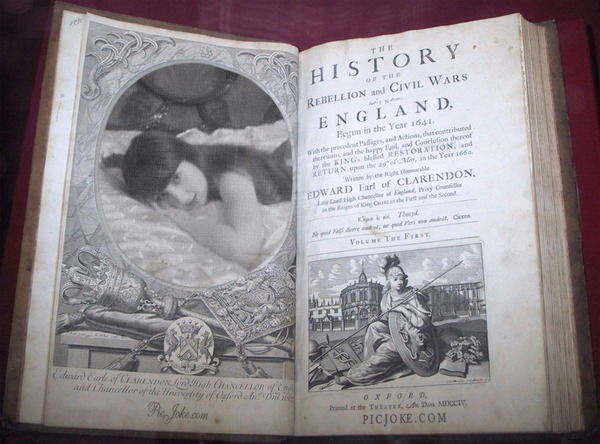 Edward Earle of CLARENDON, Lord High CHANCELLOR of
and Chancellor of the University of Oxford An.º Dni.
PicJoke.com
THE
HISTORY
OF THE
REBELLION and CIVIL WARS
IN
ENGLAND,
Begun in the Year 1641.
With the precedent Passages, and Actions, that contributed
thereunto, and the happy End, and Conclusion thereof
by the KING's blessed RESTORATION, and
RETURN upon the 29th of May, in the Year 1660.
Written by the Right Honourable
EDWARD Earl of CLARENDON,
Late Lord High Chancellor of England, Privy Counsellor
in the Reigns of King CHARLES the First and the Second.
Thucyd.
Ne quid Falsi dicere audeat, ne quid Veri non audeat. Cicero.
VOLUME THE FIRST.
OXFORD,
Printed at the THEATER, An. Dom. MDCCIV.
PICJOKE.COM